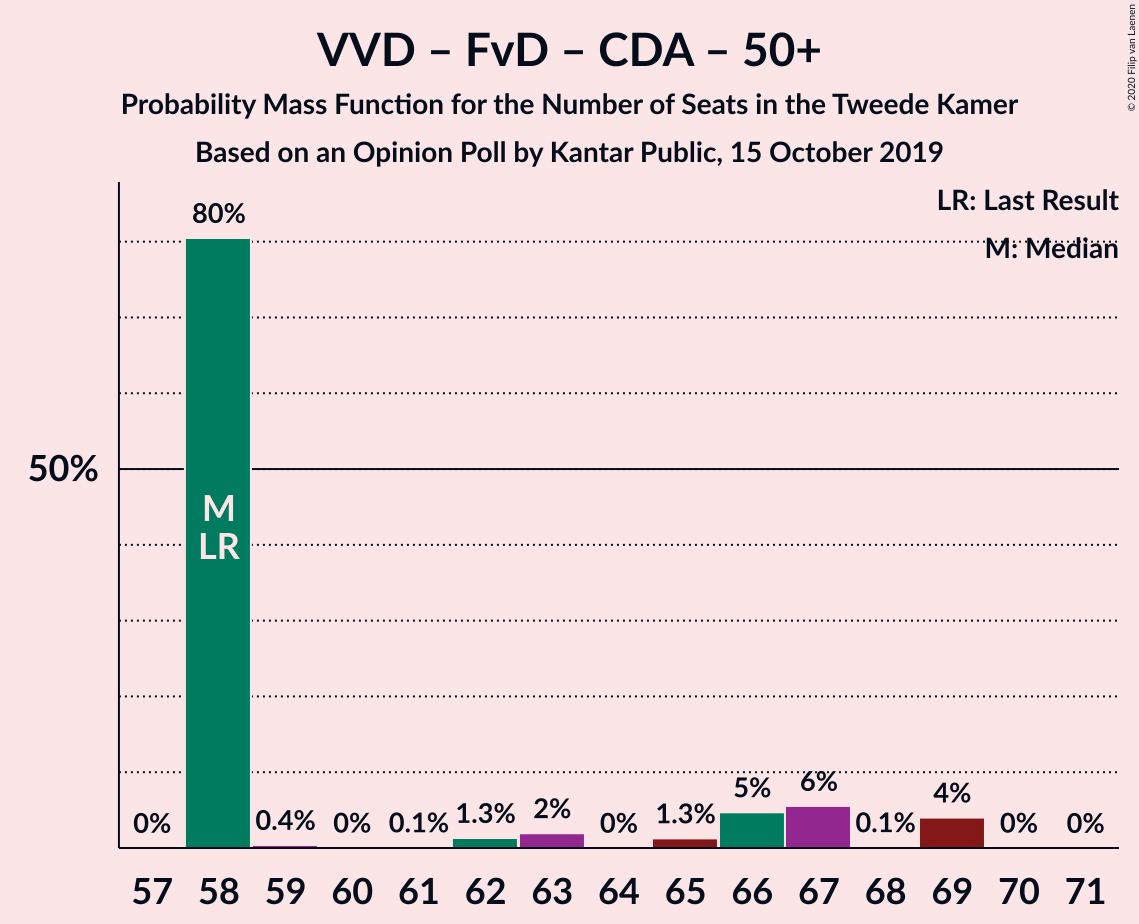 VVD – FvD – CDA – 50+
Probability Mass Function for the Number of Seats in the Tweede Kamer
Based on an Opinion Poll by Kantar Public, 15 October 2019
© 2020 Filip van Laenen
LR: Last Result
M: Median
50%
0% 80% 0.4% 0% 0.1% 1.3% 2% 0% 1.3% 5% 6% 0.1% 4% 0% 0%
M
LR
57 58 59 60 61 62 63 64 65 66 67 68 69 70 71